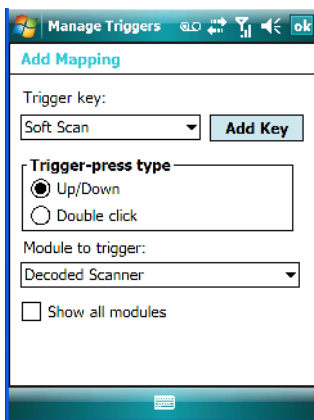 Manage Triggers ok
Add Mapping
Trigger key:
Soft Scan Add Key
Trigger-press type
Up/Down
Double click
Module to trigger:
Decoded Scanner
Show all modules